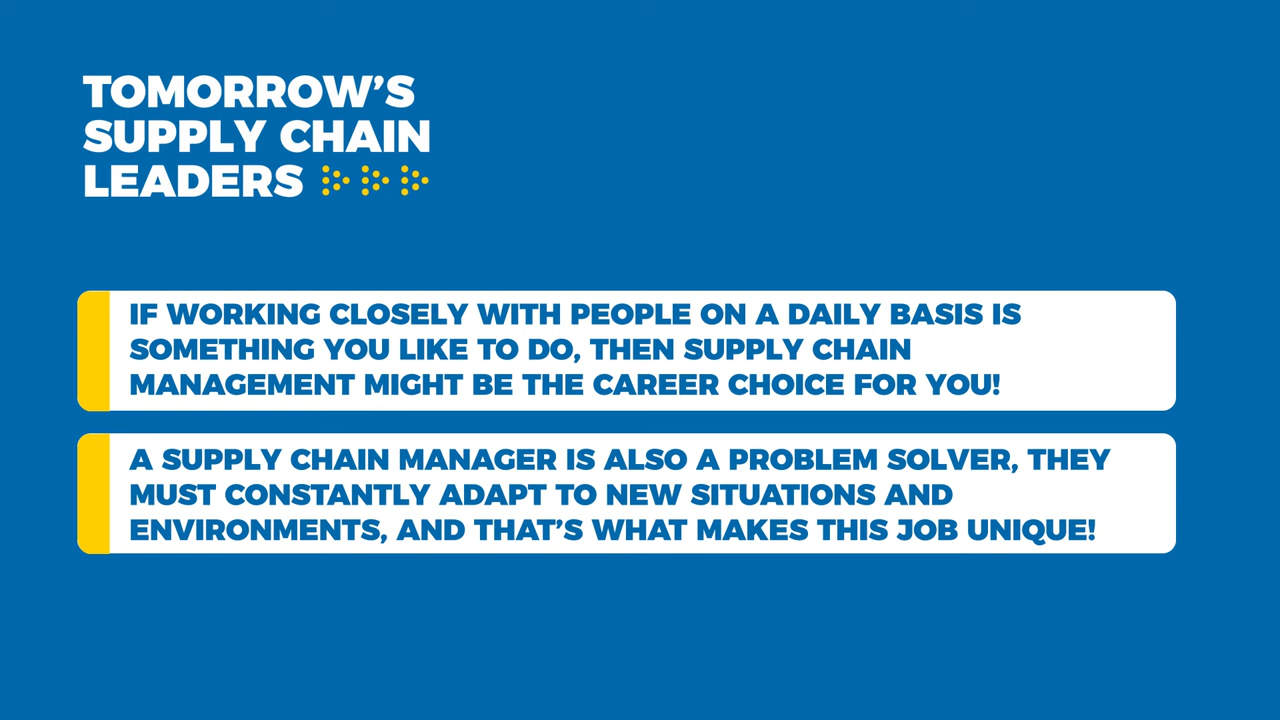 TOMORROW’S
SUPPLY CHAIN
LEADERS
IF WORKING CLOSELY WITH PEOPLE ON A DAILY BASIS IS
SOMETHING YOU LIKE TO DO, THEN SUPPLY CHAIN
MANAGEMENT MIGHT BE THE CAREER CHOICE FOR YOU!
A SUPPLY CHAIN MANAGER IS ALSO A PROBLEM SOLVER, THEY
MUST CONSTANTLY ADAPT TO NEW SITUATIONS AND
ENVIRONMENTS, AND THAT’S WHAT MAKES THIS JOB UNIQUE!